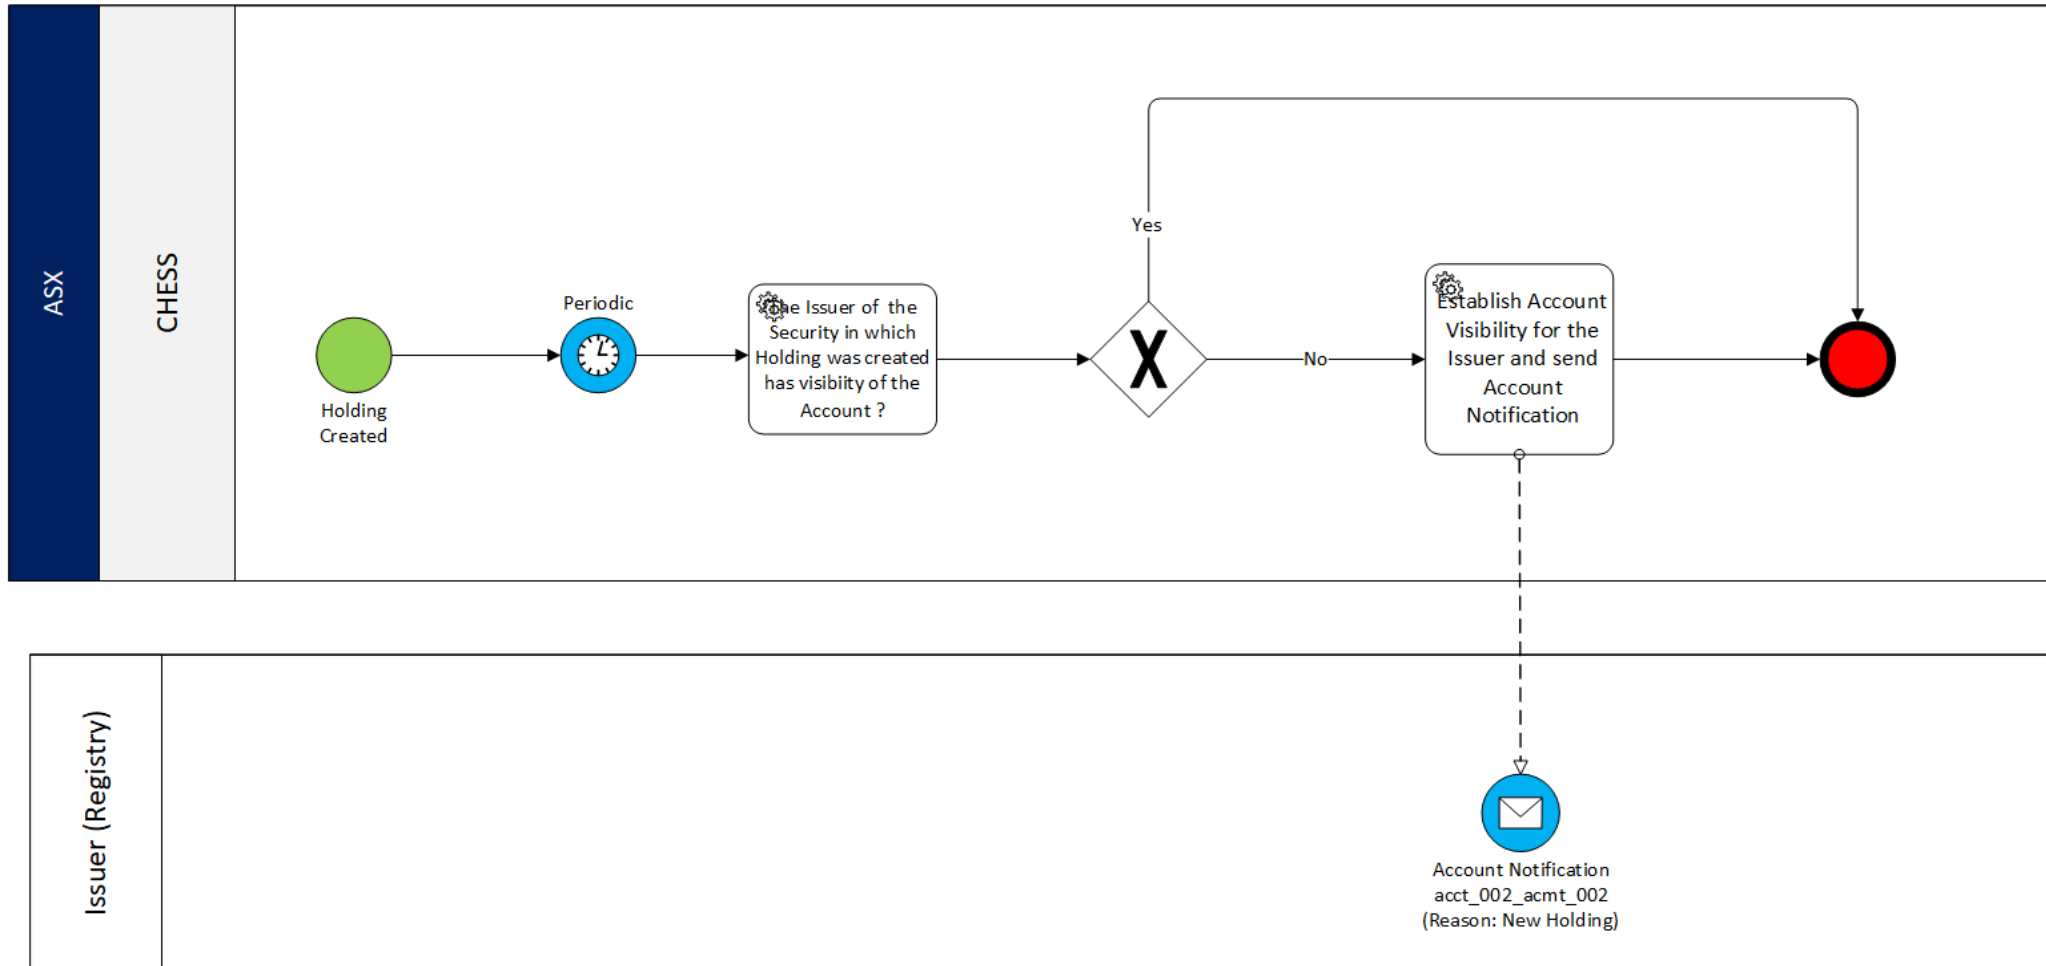 ASX
CHESS
Holding
Created
Periodic
The Issuer of the
Security in which
Holding was created
has visibiity of the
Account ?
Yes
X
No
Establish Account
Visibility for the
Issuer and send
Account
Notification
Issuer (Registry)
Account Notification
acct_002_acmt_002
(Reason: New Holding)